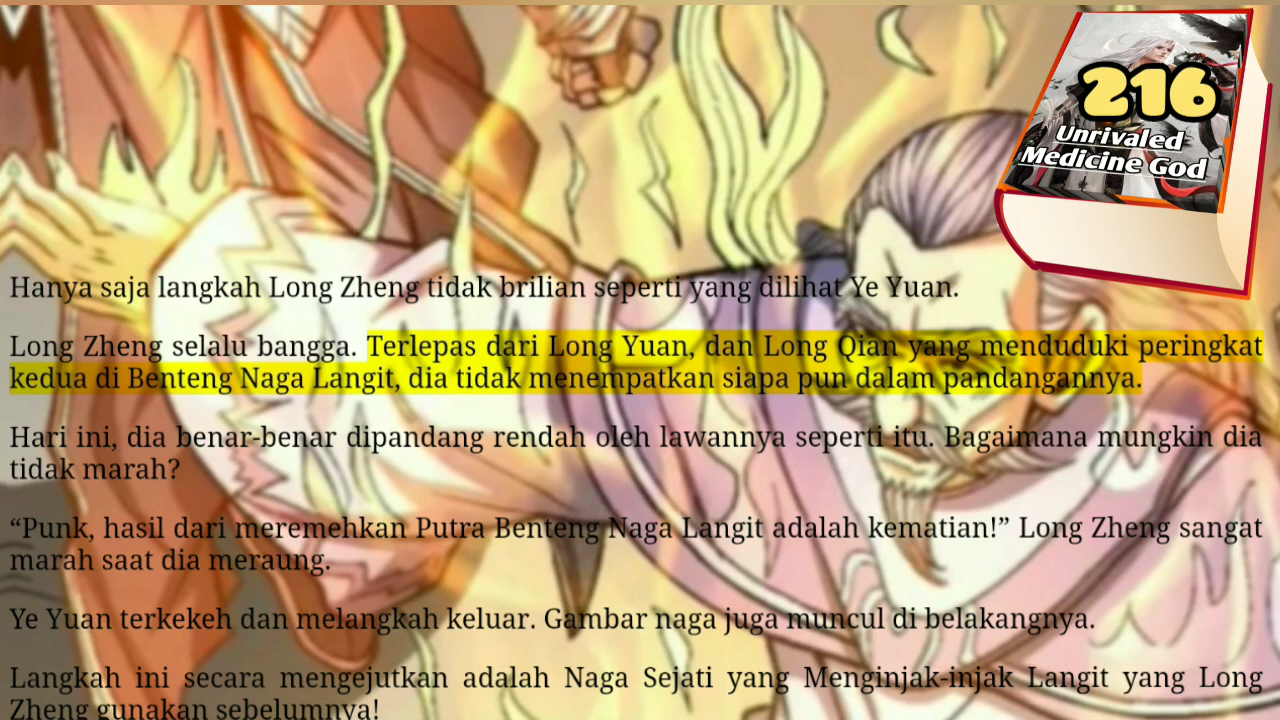 216
Unrivaled
Medicine God
Hanya saja langkah Long Zheng tidak brilian seperti yang dilihat Ye Yuan.
Long Zheng selalu bangga. Terlepas dari Long Yuan, dan Long Qian yang menduduki peringkat
kedua di Benteng Naga Langit, dia tidak menempatkan siapa pun dalam pandangannya.
Hari ini, dia benar-benar dipandang rendah oleh lawannya seperti itu. Bagaimana mungkin dia
tidak marah?
“Punk, hasil dari meremehkan Putra Benteng Naga Langit adalah kematian!” Long Zheng sangat
marah saat dia meraung.
Ye Yuan terkekeh dan melangkah keluar. Gambar naga juga muncul di belakangnya.
Langkah ini secara mengejutkan adalah Naga Sejati yang Menginjak-injak Langit yang Long
Zheng gunakan sebelumnya!